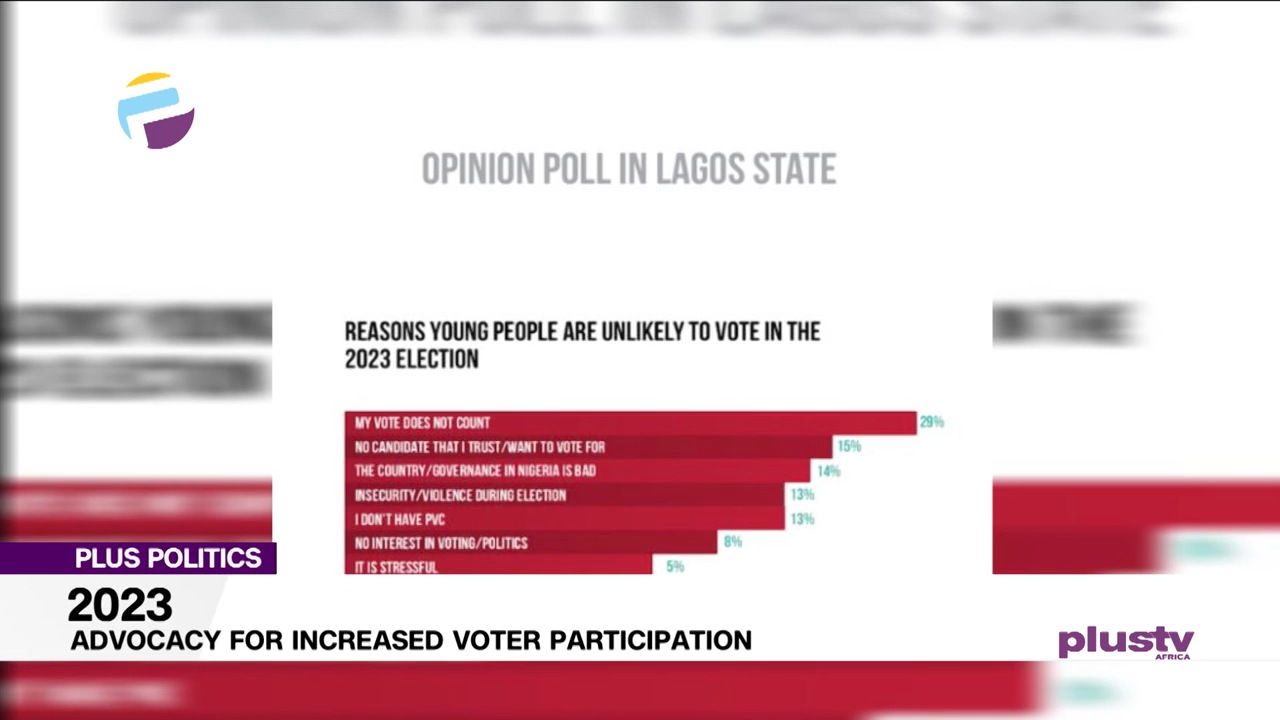 OPINION POLL IN LAGOS STATE
REASONS YOUNG PEOPLE ARE UNLIKELY TO VOTE IN THE
2023 ELECTION
MY VOTE DOES NOT COUNT 29%
NO CANDIDATE THAT I TRUST/WANT TO VOTE FOR 15%
THE COUNTRY/GOVERNANCE IN NIGERIA IS BAD 14%
INSECURITY/VIOLENCE DURING ELECTION 13%
I DON'T HAVE PVC 13%
NO INTEREST IN VOTING/POLITICS 8%
IT IS STRESSFUL 5%
PLUS POLITICS
2023
ADVOCACY FOR INCREASED VOTER PARTICIPATION
plustv
AFRICA